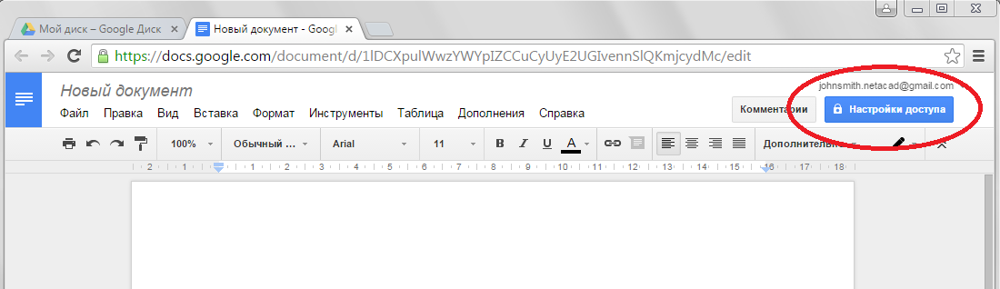 Мой диск – Google Диск
Новый документ - Goog
https://docs.google.com/document/d/1lDCXpulWwzYWYpIZCCuCyUyE2UGIvennSlQKmjcydMc/edit
Новый документ
johnsmith.netacad@gmail.com
Файл Правка Вид Вставка Формат Инструменты Таблица Дополнения Справка
Комментарии
Настройки доступа
100% Обычный ... Arial 11 B I U A Дополнительно
2 1 1 2 3 4 5 6 7 8 9 10 11 12 13 14 15 16 17 18